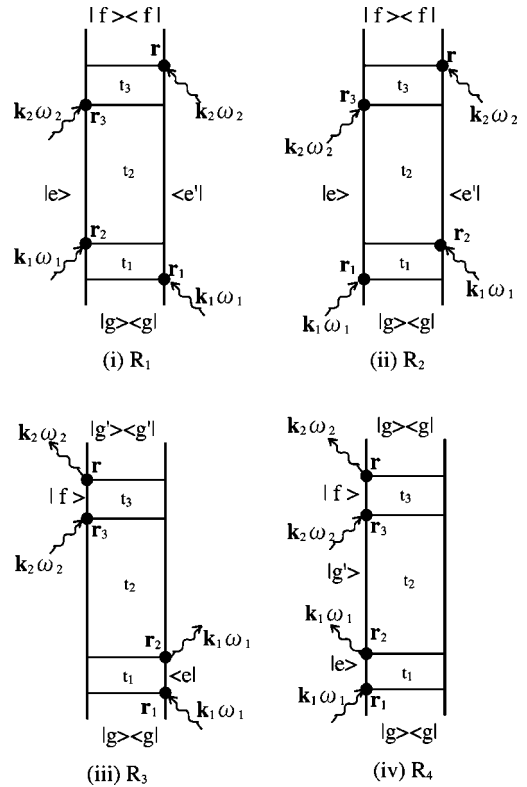 | f >< f |
r
t₃
r₃
k₂ω₂
k₂ω₂
t₂
|e>
<e'|
r₂
k₁ω₁
t₁
r₁
k₁ω₁
|g><g|
(i) R₁
| f >< f |
r
t₃
r₃
k₂ω₂
k₂ω₂
t₂
|e>
<e'|
r₂
r₁
t₁
k₁ω₁
k₁ω₁
|g><g|
(ii) R₂
|g'><g'|
k₂ω₂
r
| f >
t₃
r₃
k₂ω₂
t₂
r₂
k₁ω₁
t₁
<e|
r₁
k₁ω₁
|g><g|
(iii) R₃
|g><g|
k₂ω₂
r
| f >
t₃
r₃
k₂ω₂
|g'>
t₂
k₁ω₁
r₂
|e>
t₁
k₁ω₁
r₁
|g><g|
(iv) R₄